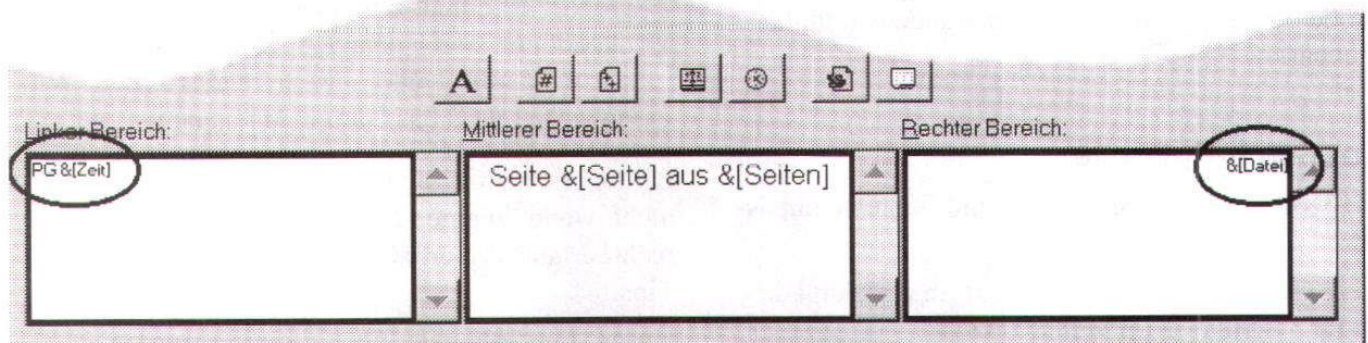 A
Linker Bereich:
Mittlerer Bereich:
Rechter Bereich:
PG &[Zeit]
Seite &[Seite] aus &[Seiten]
&[Datei]